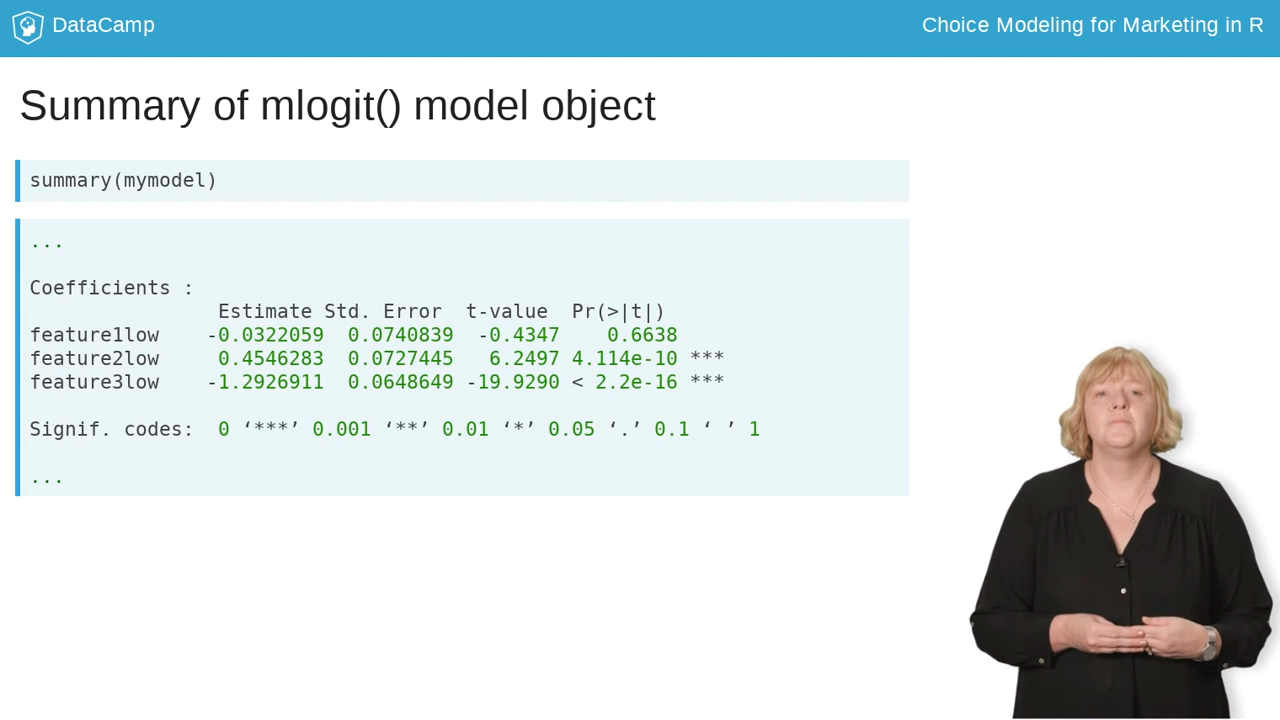 DataCamp
Choice Modeling for Marketing in R
Summary of mlogit() model object
summary(mymodel)
...
Coefficients :
Estimate Std. Error t-value Pr(>|t|)
feature1low -0.0322059 0.0740839 -0.4347 0.6638
feature2low 0.4546283 0.0727445 6.2497 4.114e-10 ***
feature3low -1.2926911 0.0648649 -19.9290 < 2.2e-16 ***
Signif. codes: 0 ‘***’ 0.001 ‘**’ 0.01 ‘*’ 0.05 ‘.’ 0.1 ‘ ’ 1
...